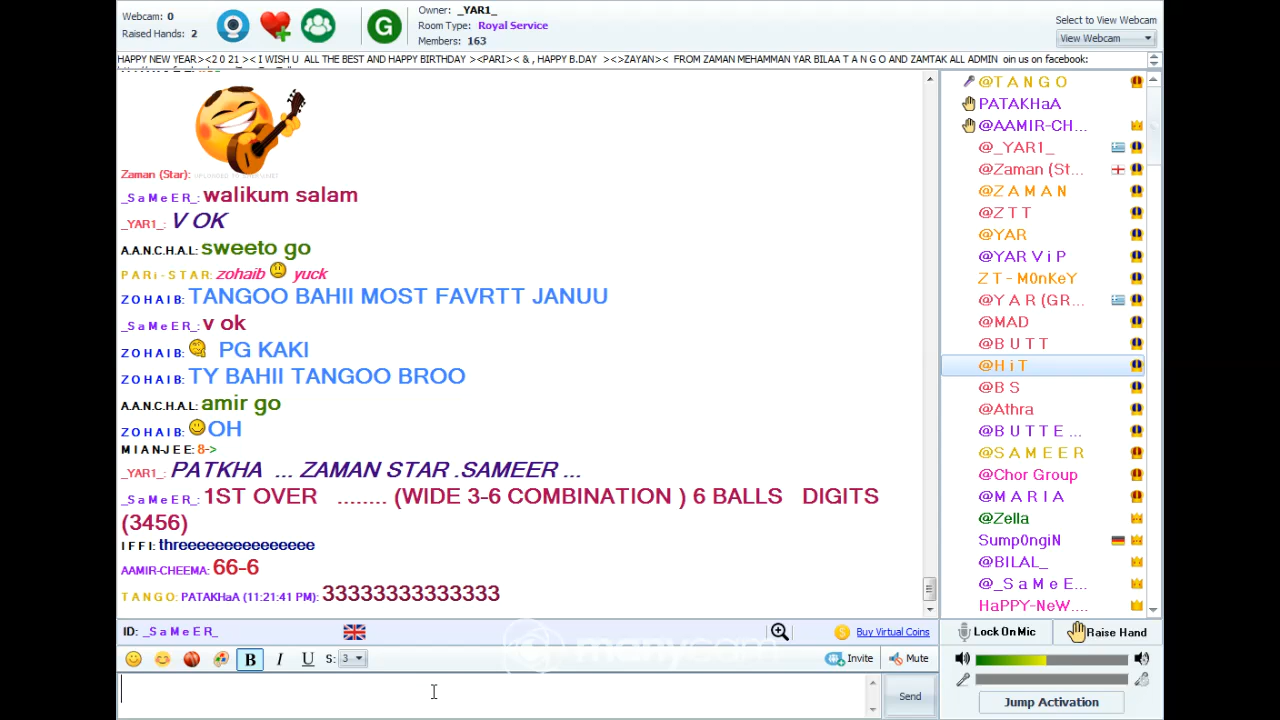 Webcam: 0
Raised Hands: 2
G
Owner: _YAR1_
Room Type: Royal Service
Members: 163
Select to View Webcam
View Webcam
HAPPY NEW YEAR><2 0 21 >< I WISH U ALL THE BEST AND HAPPY BIRTHDAY ><PARI>< & , HAPPY B.DAY ><>ZAYAN>< FROM ZAMAN MEHAMMAN YAR BILAA T A N G O AND ZAMTAK ALL ADMIN oin us on facebook:
Zaman (Star):
_S a M e E R_: walikum salam
_YAR1_: V OK
A.A.N.C.H.A.L: sweeto go
P A R i - S T A R: zohaib yuck
Z O H A I B: TANGOO BAHII MOST FAVRTT JANUU
_S a M e E R_: v ok
Z O H A I B: PG KAKI
Z O H A I B: TY BAHII TANGOO BROO
A.A.N.C.H.A.L: amir go
Z O H A I B: OH
M I A N-J E E: 8->
_YAR1_: PATKHA ... ZAMAN STAR .SAMEER ...
_S a M e E R_: 1ST OVER ........ (WIDE 3-6 COMBINATION ) 6 BALLS DIGITS
(3456)
I F F I: threeeeeeeeeeeeeee
AAMIR-CHEEMA: 66-6
T A N G O: PATAKHaA (11:21:41 PM): 33333333333333
@T A N G O
PATAKHaA
@AAMIR-CH...
@_YAR1_
@Zaman (St...
@Z A M A N
@Z T T
@YAR
@YAR V i P
Z T - M0nKeY
@Y A R (GR...
@MAD
@B U T T
@H i T
@B S
@Athra
@B U T T E ...
@S A M E E R
@Chor Group
@M A R I A
@Zella
Sump0ngiN
@BILAL_
@_S a M e E...
HaPPY-NeW....
ID: _S a M e E R_
Buy Virtual Coins
Lock On Mic
Raise Hand
B I U S: 3
manycam
Invite
Mute
Send
Jump Activation